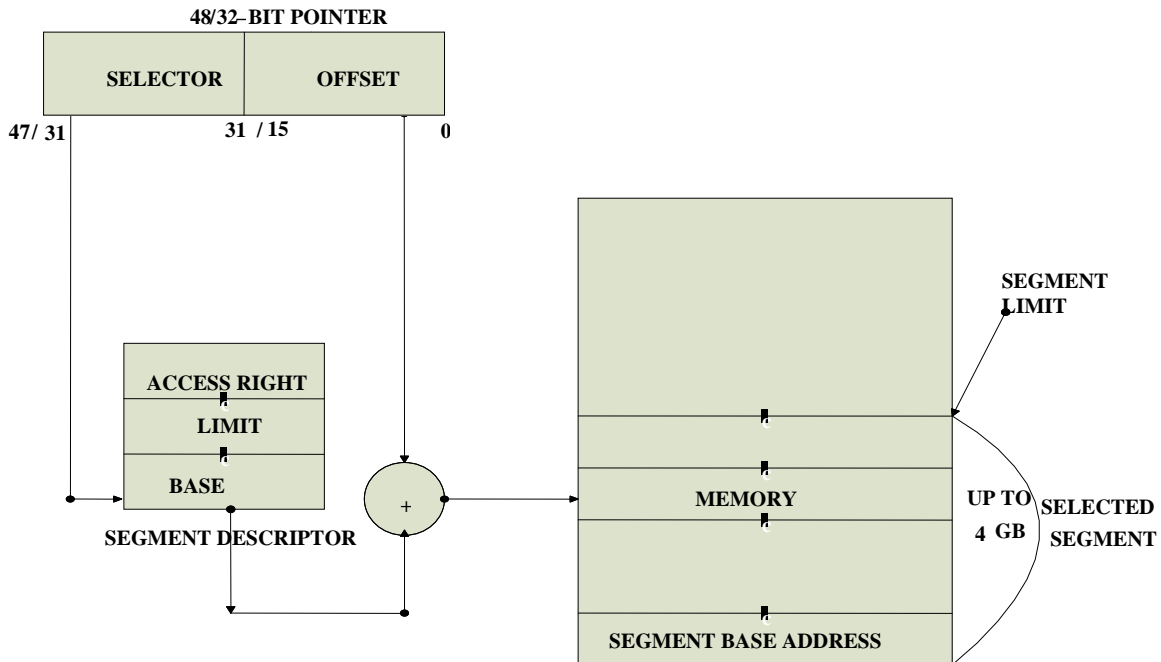 48/32–BIT POINTER
SELECTOR
OFFSET
47/ 31
31 / 15
0
SEGMENT
LIMIT
ACCESS RIGHT
LIMIT
BASE
+
MEMORY
UP TO
4 GB
SELECTED
SEGMENT
SEGMENT DESCRIPTOR
SEGMENT BASE ADDRESS